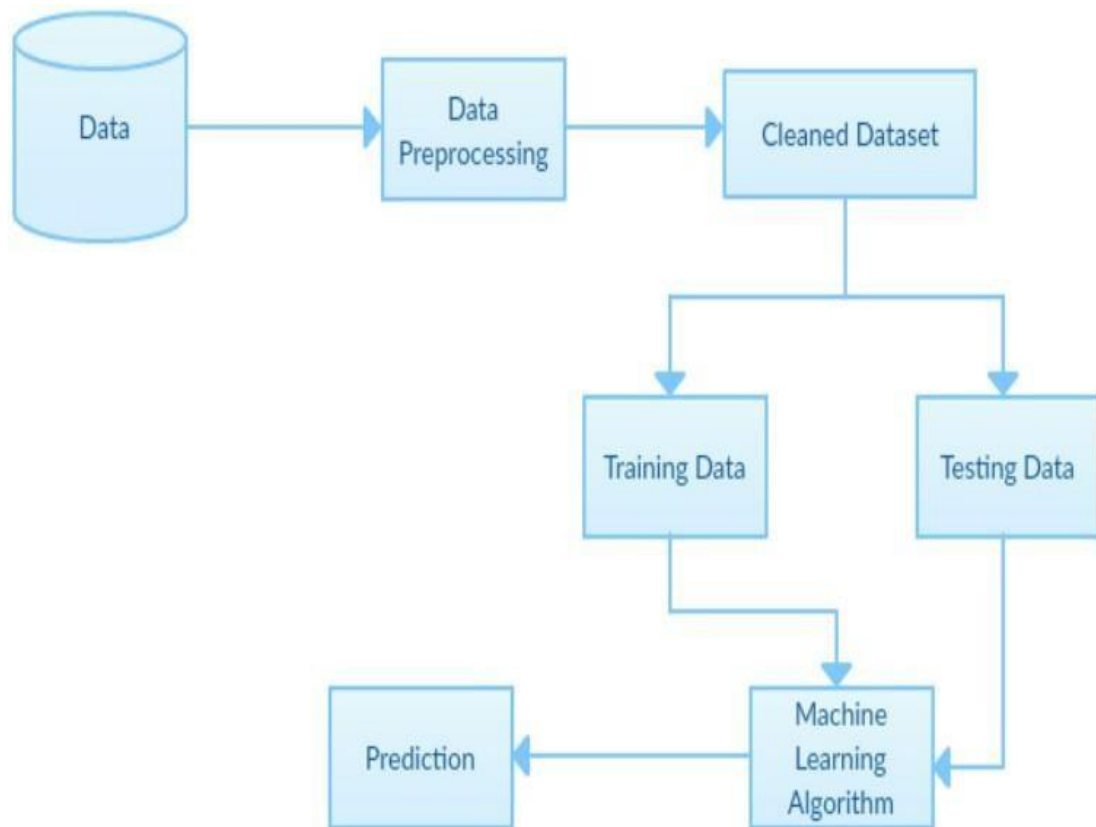 Data
Data
Preprocessing
Cleaned Dataset
Training Data
Testing Data
Machine
Learning
Algorithm
Prediction